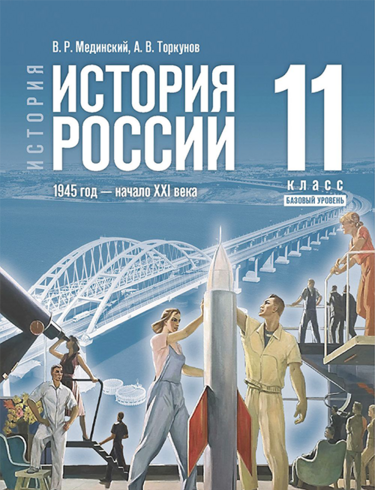 В. Р. Мединский, А. В. Торкунов
ИСТОРИЯ
ИСТОРИЯ
РОССИИ
1945 год — начало XXI века
11
класс
БАЗОВЫЙ УРОВЕНЬ